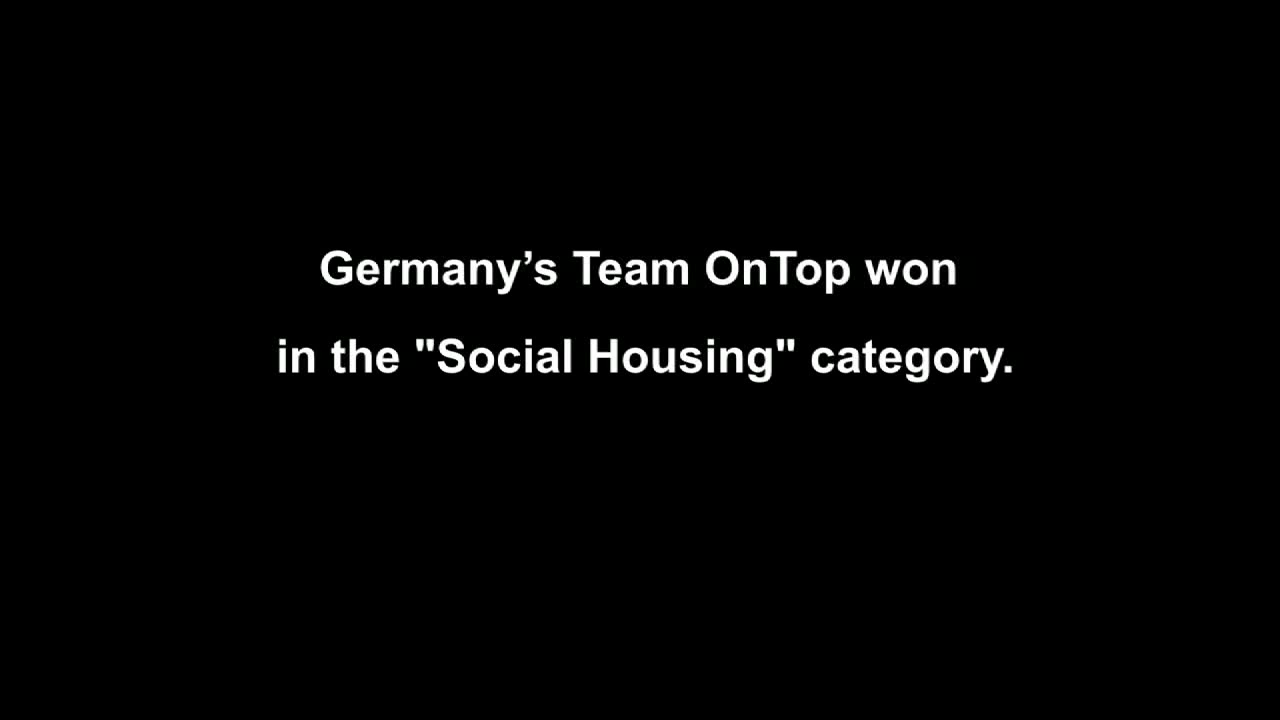 Germany’s Team OnTop won
in the "Social Housing" category.